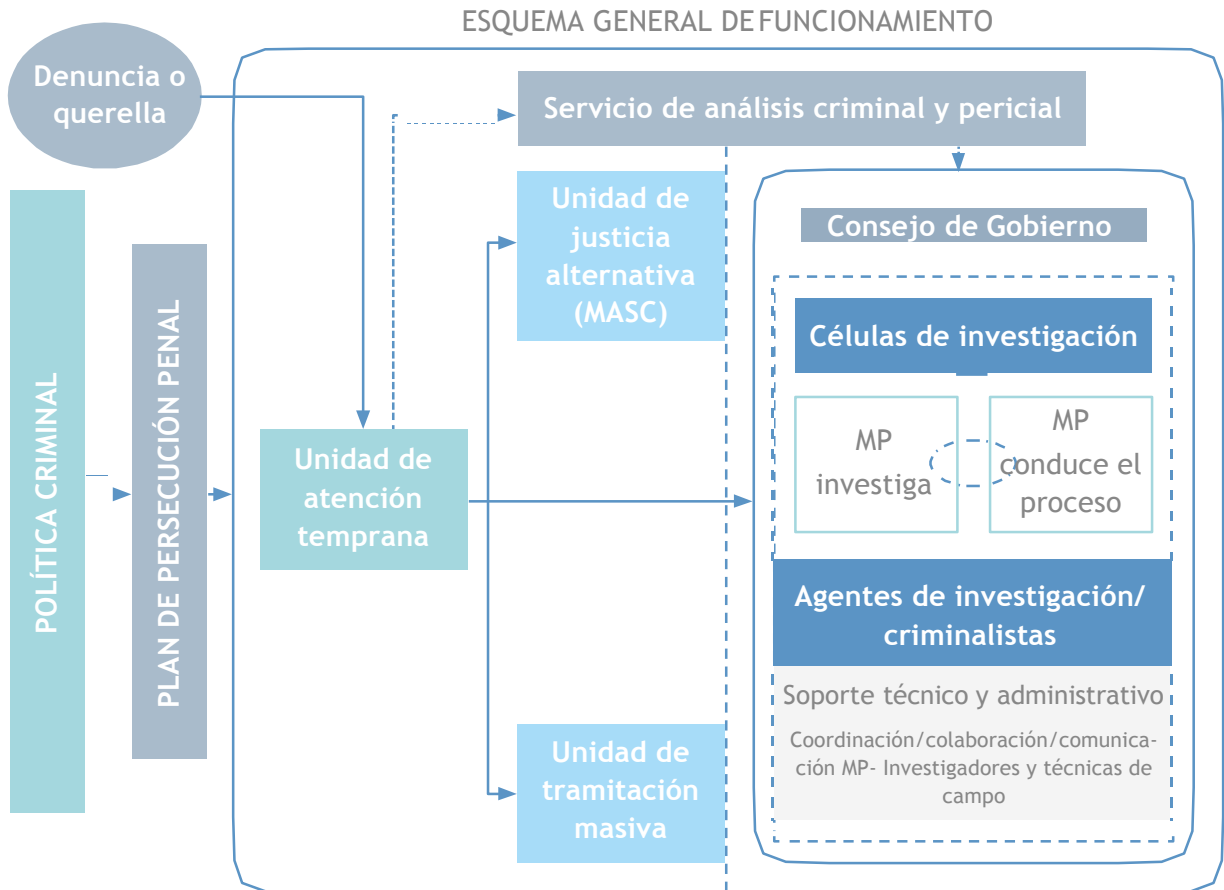 ESQUEMA GENERAL DE FUNCIONAMIENTO
Denuncia o
querella
Servicio de análisis criminal y pericial
POLÍTICA CRIMINAL
PLAN DE PERSECUCIÓN PENAL
Unidad de
atención
temprana
Unidad de
justicia
alternativa
(MASC)
Unidad de
tramitación
masiva
Consejo de Gobierno
Células de investigación
MP
investiga
MP
conduce el
proceso
Agentes de investigación/
criminalistas
Soporte técnico y administrativo
Coordinación/colaboración/comunica-
ción MP- Investigadores y técnicas de
campo